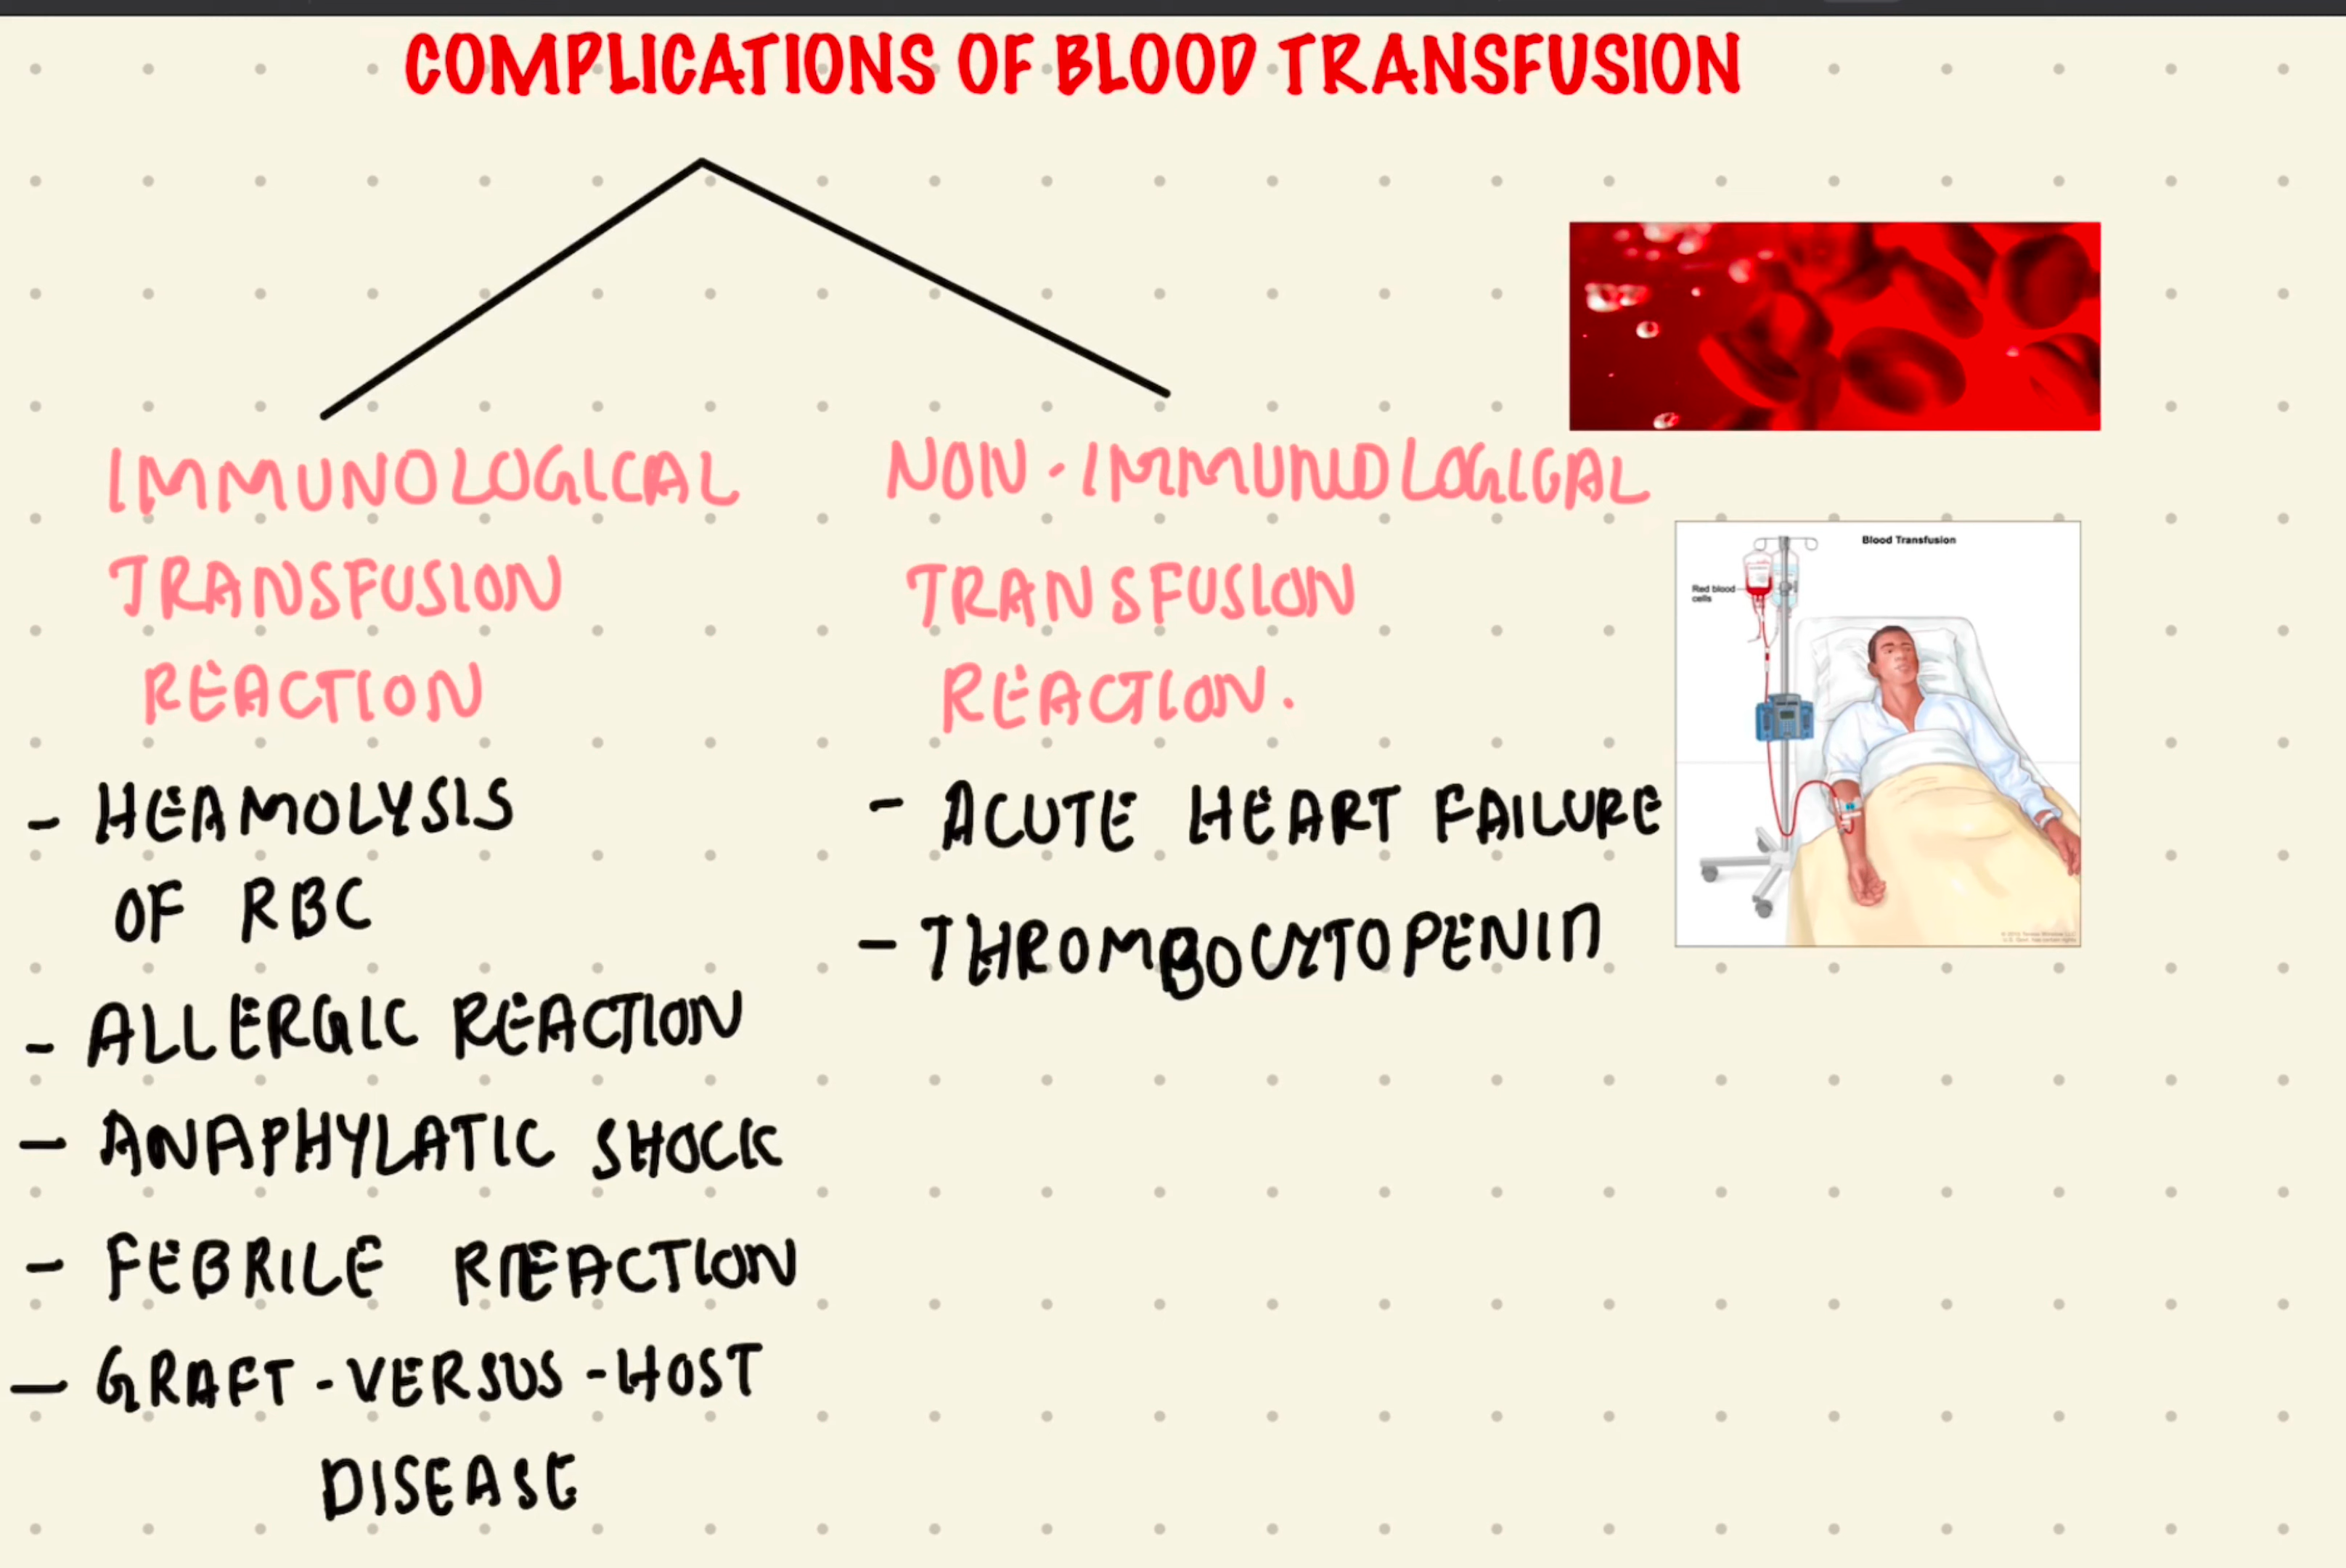 COMPLICATIONS OF BLOOD TRANSFUSION
IMMUNOLOGICAL
TRANSFUSION
REACTION
- HEAMOLYSIS
OF RBC
- ALLERGIC REACTION
- ANAPHYLATIC SHOCK
- FEBRILE REACTION
- GRAFT-VERSUS-HOST
DISEASE
NON-IMMUNOLOGICAL
TRANSFUSION
REACTION.
- ACUTE HEART FAILURE
- THROMBOCYTOPENIA
Blood Transfusion
Red blood
cells